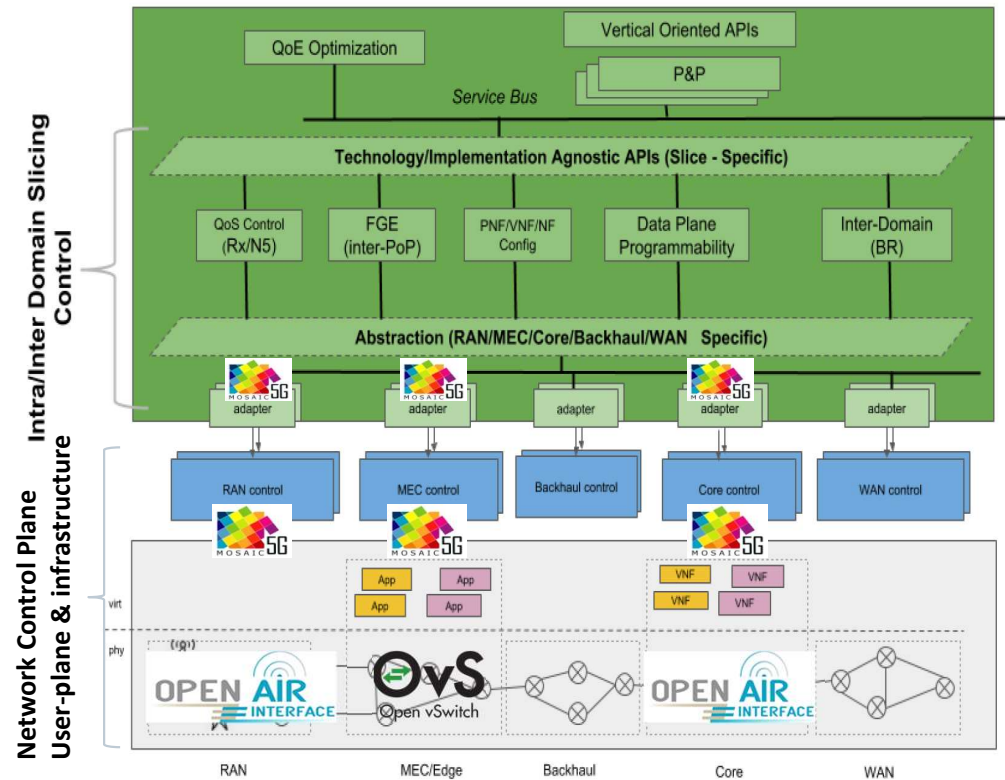 Vertical Oriented APIs
QoE Optimization
P&P
Service Bus
Intra/Inter Domain Slicing
Control
Technology/Implementation Agnostic APIs (Slice - Specific)
QoS Control
(Rx/N5)
FGE
(inter-PoP)
PNF/VNF/NF
Config
Data Plane
Programmability
Inter-Domain
(BR)
Abstraction (RAN/MEC/Core/Backhaul/WAN Specific)
MOSAIC 5G
MOSAIC 5G
MOSAIC 5G
adapter
adapter
adapter
adapter
adapter
Network Control Plane
User-plane & infrastructure
RAN control
MEC control
Backhaul control
Core control
WAN control
MOSAIC 5G
MOSAIC 5G
MOSAIC 5G
App
App
App
App
VNF
VNF
VNF
VNF
virt
phy
OPEN AIR
INTERFACE
OvS
Open vSwitch
OPEN AIR
INTERFACE
RAN
MEC/Edge
Backhaul
Core
WAN